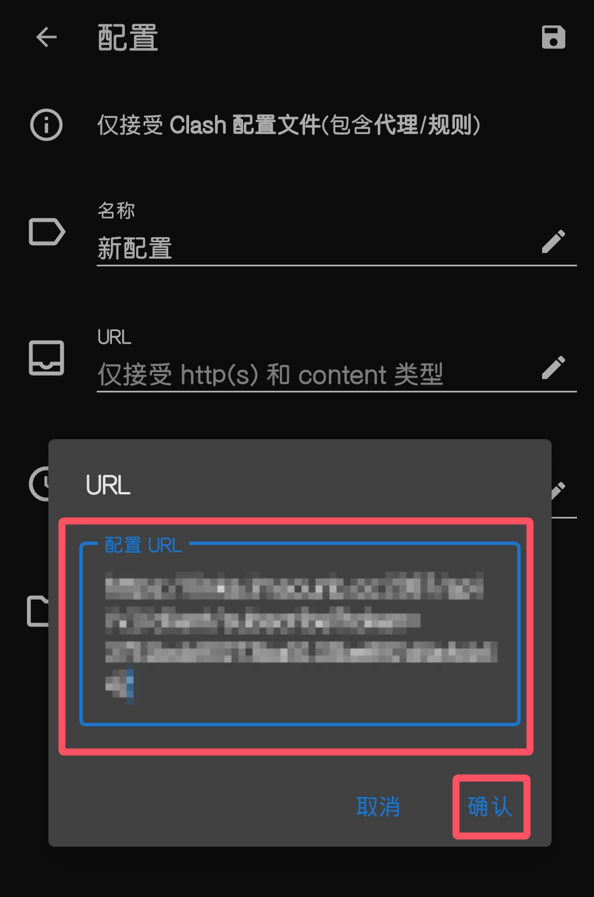 配置
仅接受 Clash 配置文件(包含代理/规则)
名称
新配置
URL
仅接受 http(s) 和 content 类型
URL
配置 URL
取消
确认